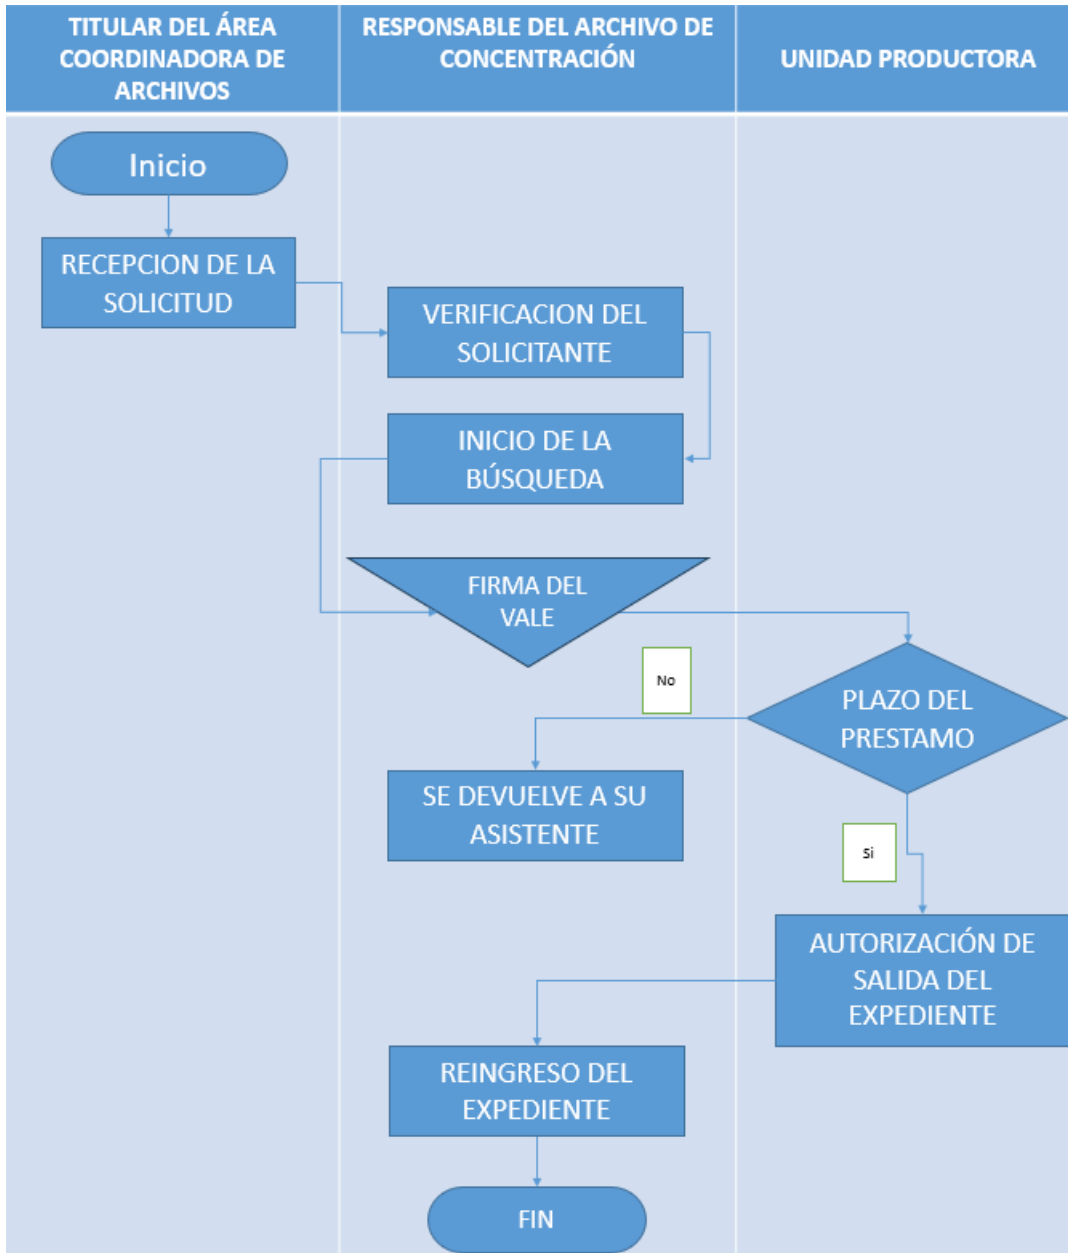 TITULAR DEL ÁREA
COORDINADORA DE
ARCHIVOS
RESPONSABLE DEL ARCHIVO DE
CONCENTRACIÓN
UNIDAD PRODUCTORA
Inicio
RECEPCION DE LA
SOLICITUD
VERIFICACION DEL
SOLICITANTE
INICIO DE LA
BÚSQUEDA
FIRMA DEL
VALE
PLAZO DEL
PRESTAMO
No
SE DEVUELVE A SU
ASISTENTE
Si
AUTORIZACIÓN DE
SALIDA DEL
EXPEDIENTE
REINGRESO DEL
EXPEDIENTE
FIN